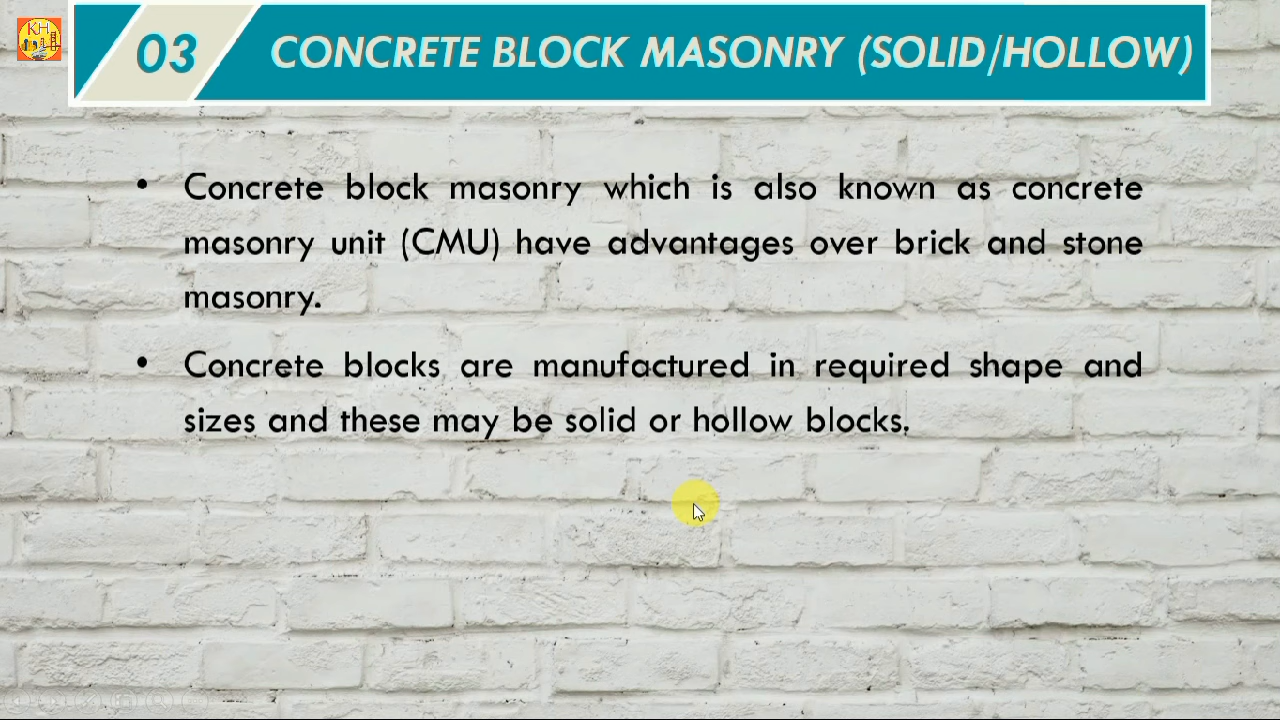 KH
03 CONCRETE BLOCK MASONRY (SOLID/HOLLOW)
• Concrete block masonry which is also known as concrete
masonry unit (CMU) have advantages over brick and stone
masonry.
• Concrete blocks are manufactured in required shape and
sizes and these may be solid or hollow blocks.